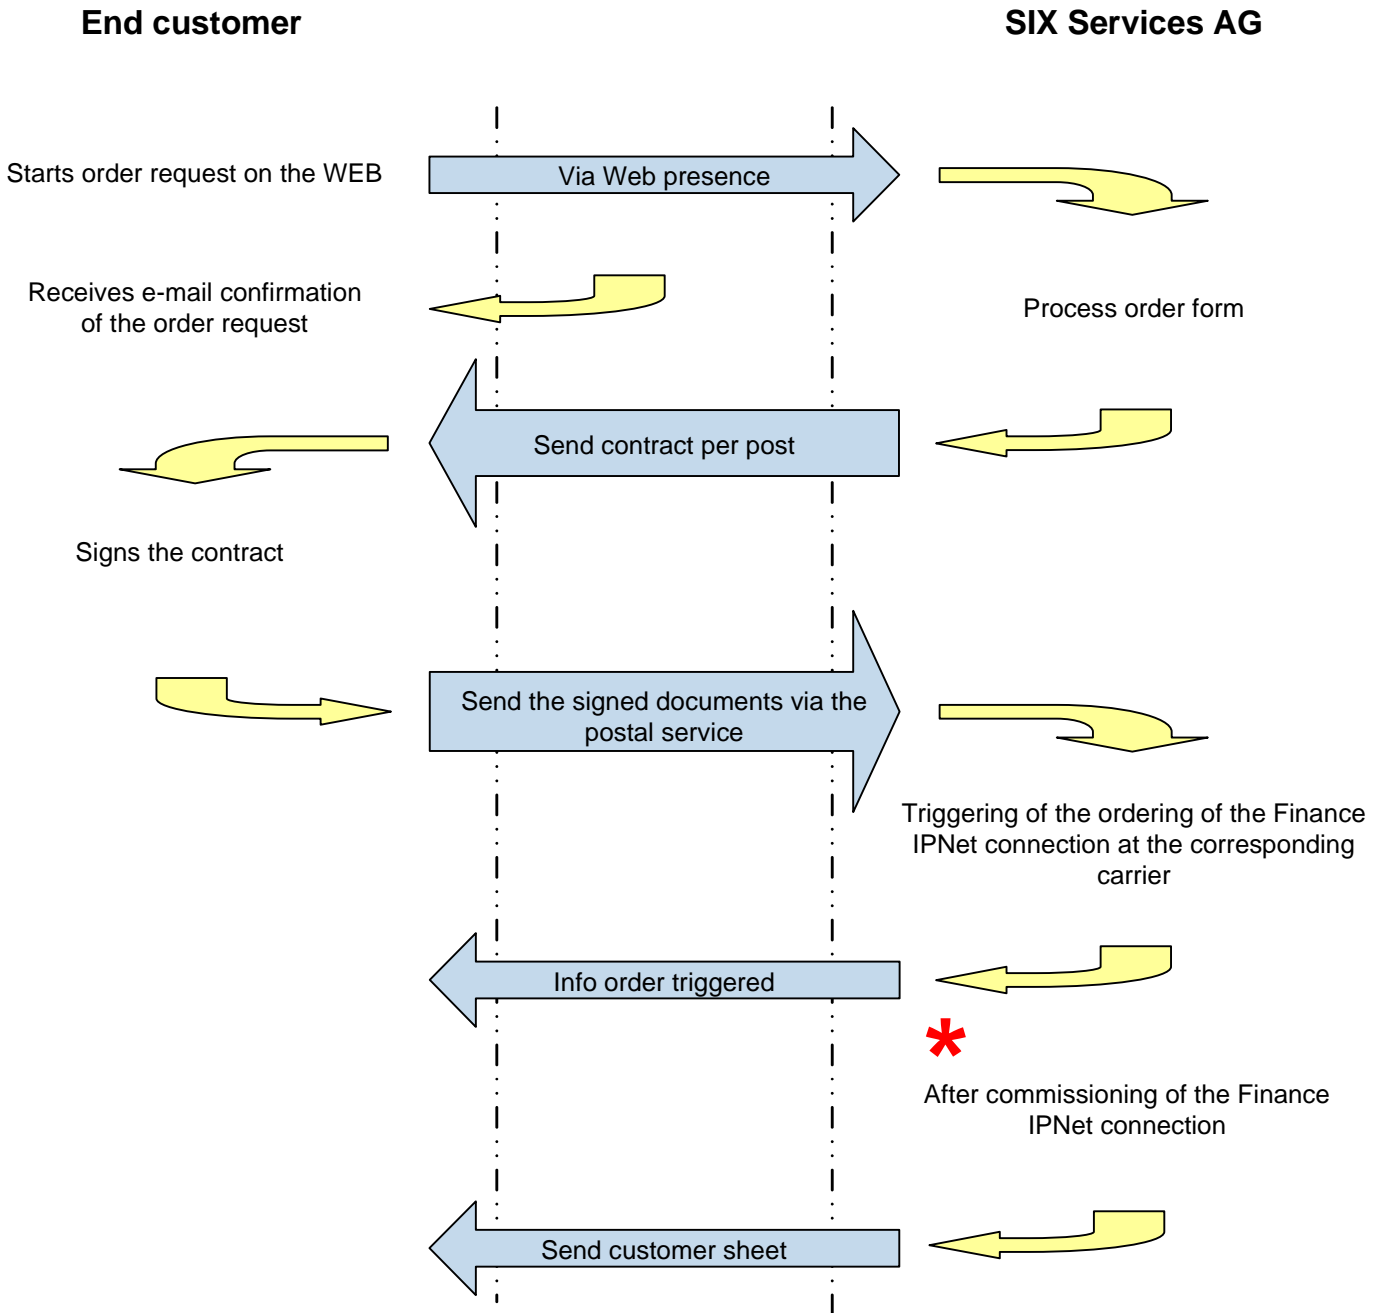 End customer
SIX Services AG
Starts order request on the WEB
Via Web presence
Receives e-mail confirmation
of the order request
Process order form
Send contract per post
Signs the contract
Send the signed documents via the
postal service
Triggering of the ordering of the Finance
IPNet connection at the corresponding
carrier
Info order triggered
*
After commissioning of the Finance
IPNet connection
Send customer sheet